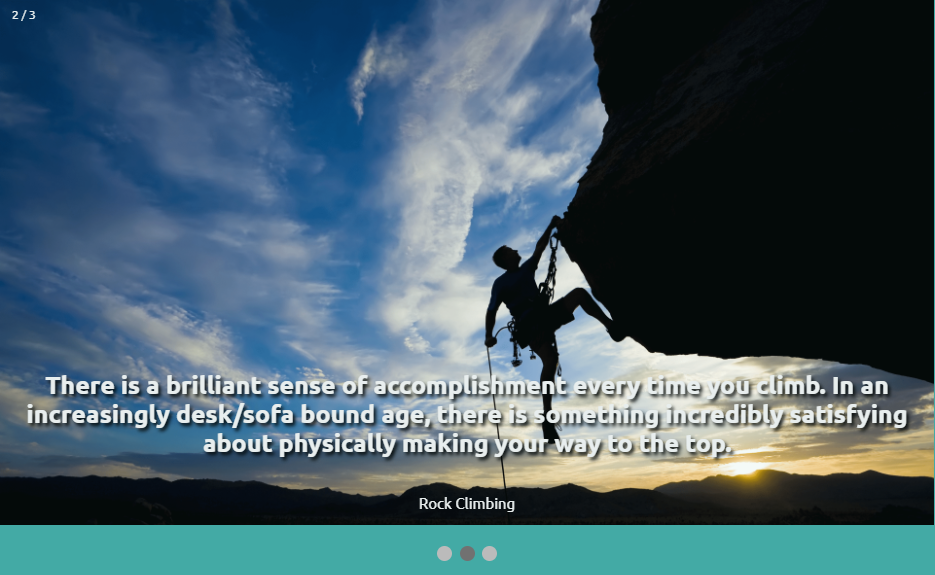 2 / 3
There is a brilliant sense of accomplishment every time you climb. In an
increasingly desk/sofa bound age, there is something incredibly satisfying
about physically making your way to the top.
Rock Climbing